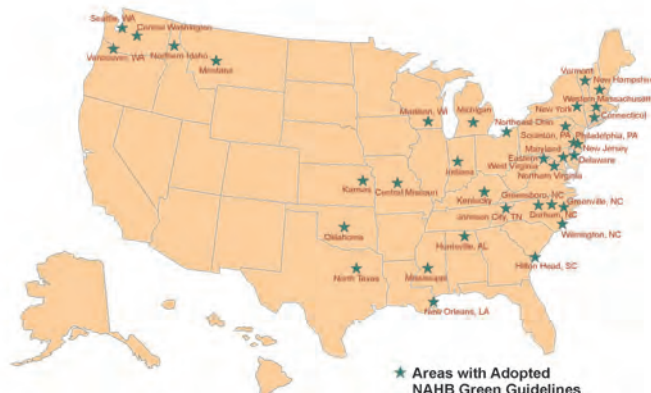 Seattle, WA
Central Washington
Vancouver, WA
Northern Idaho
Montana
Madison, WI
Michigan
Vermont
New Hampshire
Western Massachusetts
New York
Connecticut
Northeast Ohio
Scranton, PA
Philadelphia, PA
New Jersey
Maryland
Delaware
Eastern
West Virginia
Northern Virginia
Indiana
Kansas
Central Missouri
Kentucky
Greensboro, NC
Greenville, NC
Durham, NC
Johnson City, TN
Wilmington, NC
Oklahoma
Huntsville, AL
Hilton Head, SC
North Texas
Mississippi
New Orleans, LA
Areas with Adopted
NAHB Green Guidelines